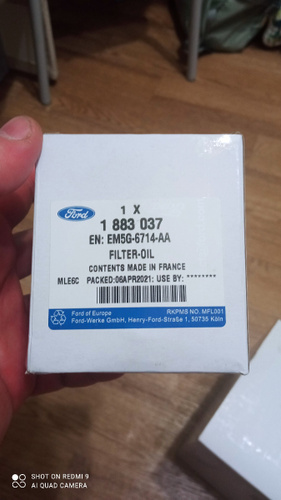 Ford
1 X
1 883 037
EN: EM5G-6714-AA
FILTER-OIL
CONTENTS MADE IN FRANCE
MLE6C PACKED:06APR2021: USE BY: ********
Ford of Europe RKPMS NO. MFL001
Ford-Werke GmbH, Henry-Ford-Straße 1, 50735 Köln
SHOT ON REDMI 9
AI QUAD CAMERA